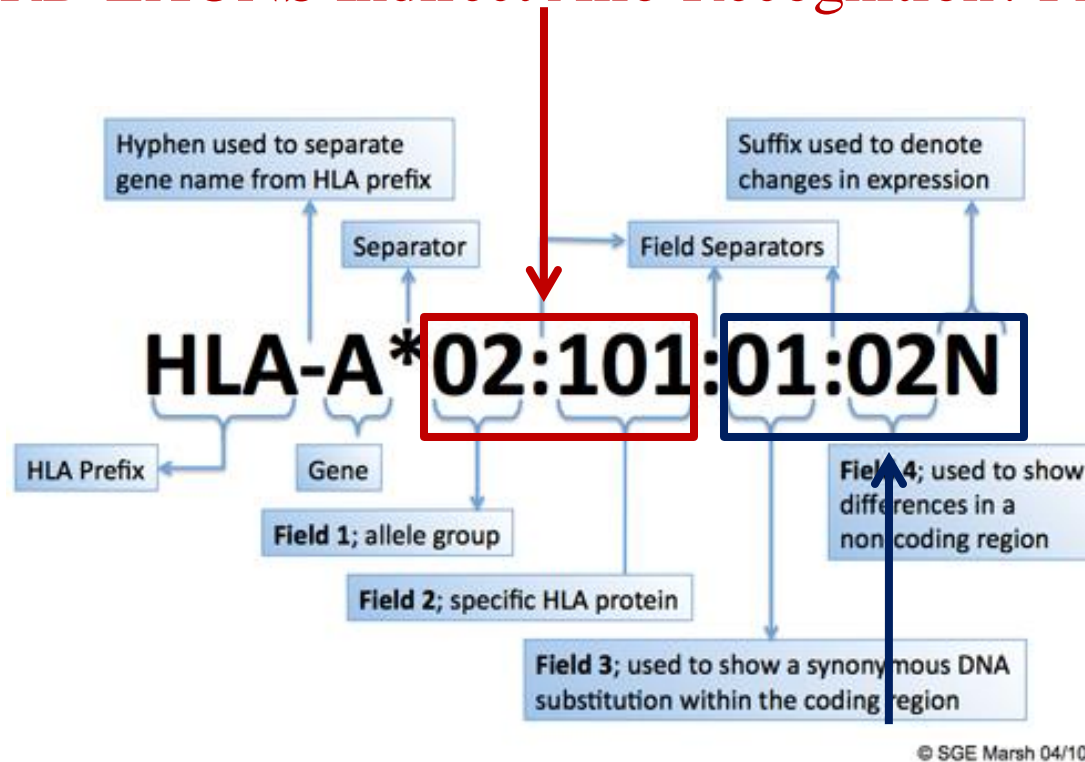 Indirect Allo-Recognition:
Hyphen used to separate
gene name from HLA prefix
Suffix used to denote
changes in expression
Separator
Field Separators
HLA-A*02:101:01:02N
HLA Prefix
Gene
Field 4; used to show
differences in a
non-coding region
Field 1; allele group
Field 2; specific HLA protein
Field 3; used to show a synonymous DNA
substitution within the coding region
© SGE Marsh 04/10